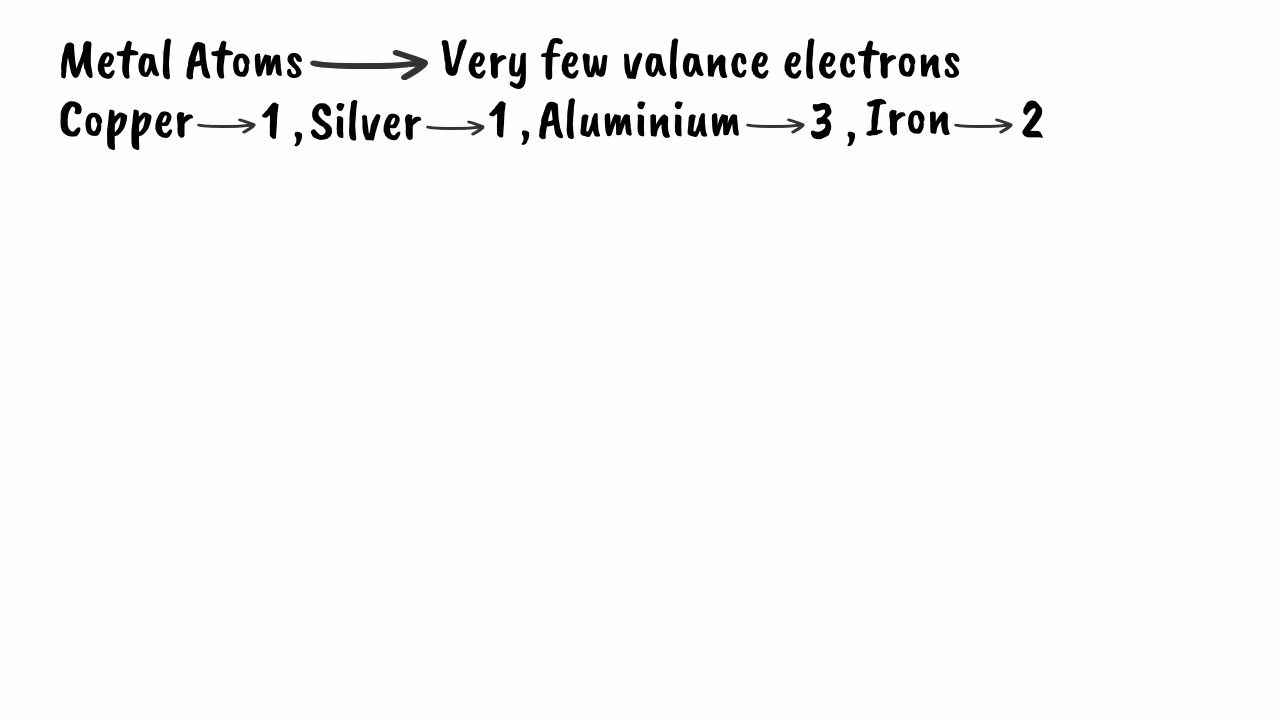 Metal Atoms⟶Very few valance electrons
Copper→1 , Silver→1 , Aluminium→3 , Iron→2